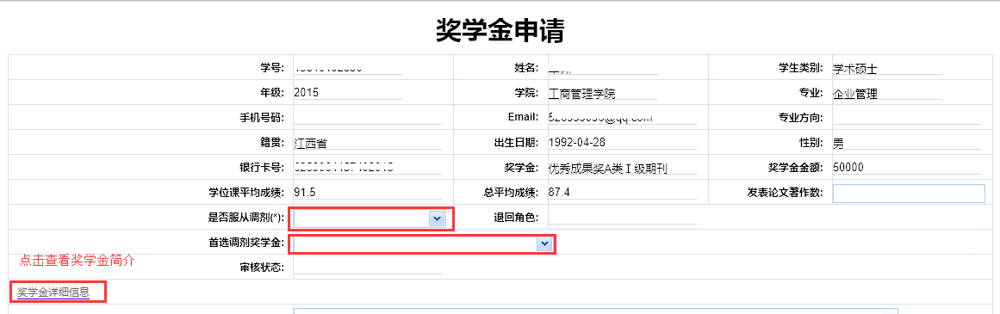 奖学金申请
学号: 姓名: 学生类别: 学术硕士
年级: 2015 学院: 工商管理学院 专业: 企业管理
手机号码: Email: 专业方向:
籍贯: 江西省 出生日期: 1992-04-28 性别: 男
银行卡号: 奖学金: 优秀成果奖A类Ⅰ级期刊 奖学金金额: 50000
学位课平均成绩: 91.5 总平均成绩: 87.4 发表论文著作数:
是否服从调剂(*): 退回角色:
首选调剂奖学金:
点击查看奖学金简介
审核状态:
奖学金详细信息